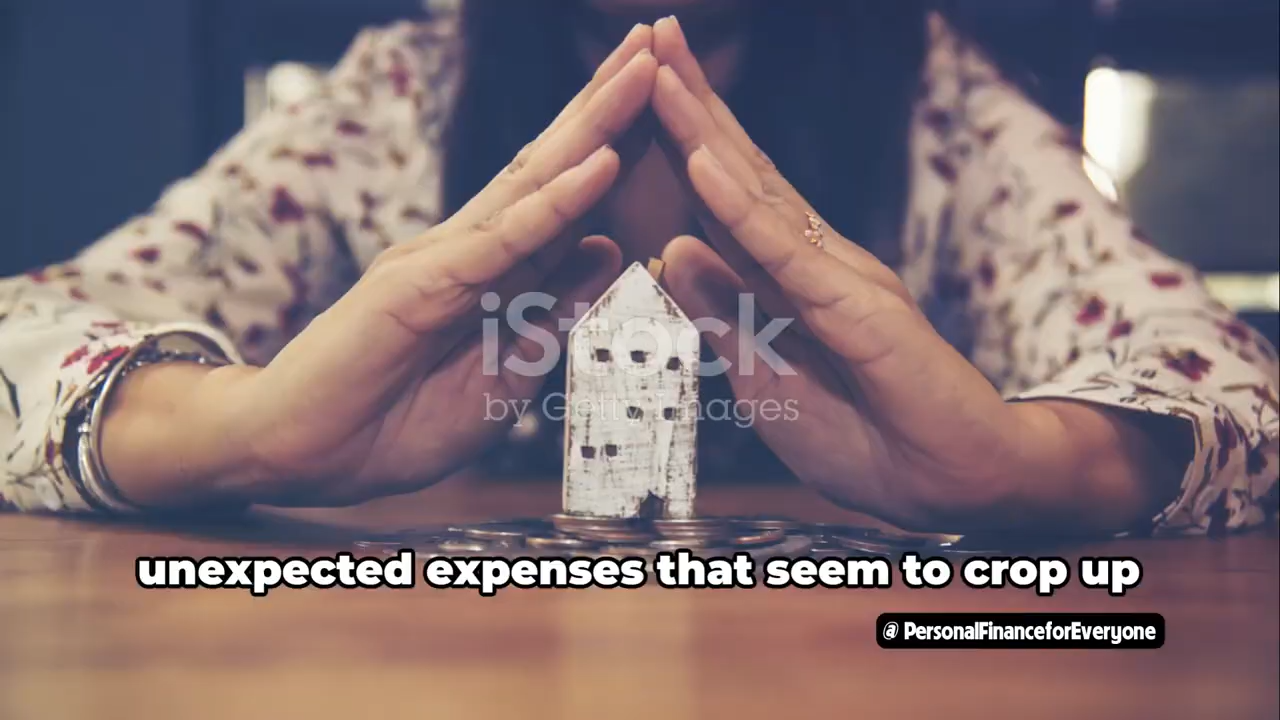 iStock
by Getty Images
unexpected expenses that seem to crop up
@ PersonalFinanceforEveryone